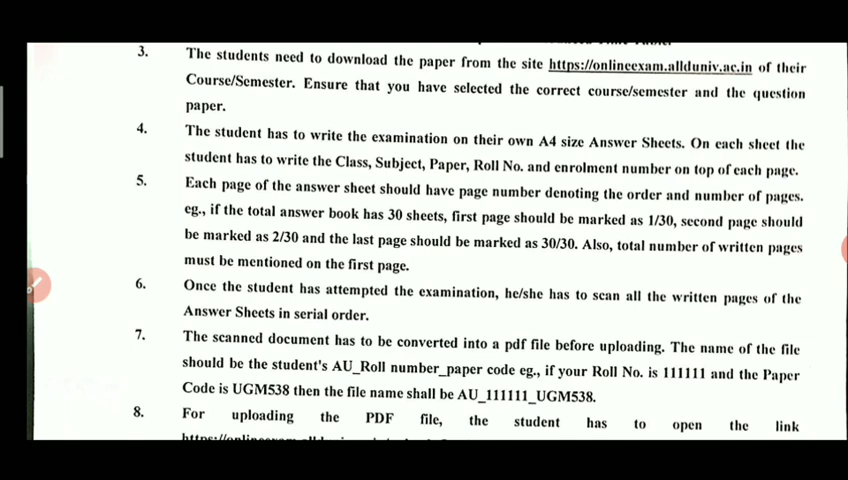 3. The students need to download the paper from the site https://onlineexam.allduniv.ac.in of their
Course/Semester. Ensure that you have selected the correct course/semester and the question
paper.
4. The student has to write the examination on their own A4 size Answer Sheets. On each sheet the
student has to write the Class, Subject, Paper, Roll No. and enrolment number on top of each page.
5. Each page of the answer sheet should have page number denoting the order and number of pages.
eg., if the total answer book has 30 sheets, first page should be marked as 1/30, second page should
be marked as 2/30 and the last page should be marked as 30/30. Also, total number of written pages
must be mentioned on the first page.
6. Once the student has attempted the examination, he/she has to scan all the written pages of the
Answer Sheets in serial order.
7. The scanned document has to be converted into a pdf file before uploading. The name of the file
should be the student's AU_Roll number_paper code eg., if your Roll No. is 111111 and the Paper
Code is UGM538 then the file name shall be AU_111111_UGM538.
8. For uploading the PDF file, the student has to open the link